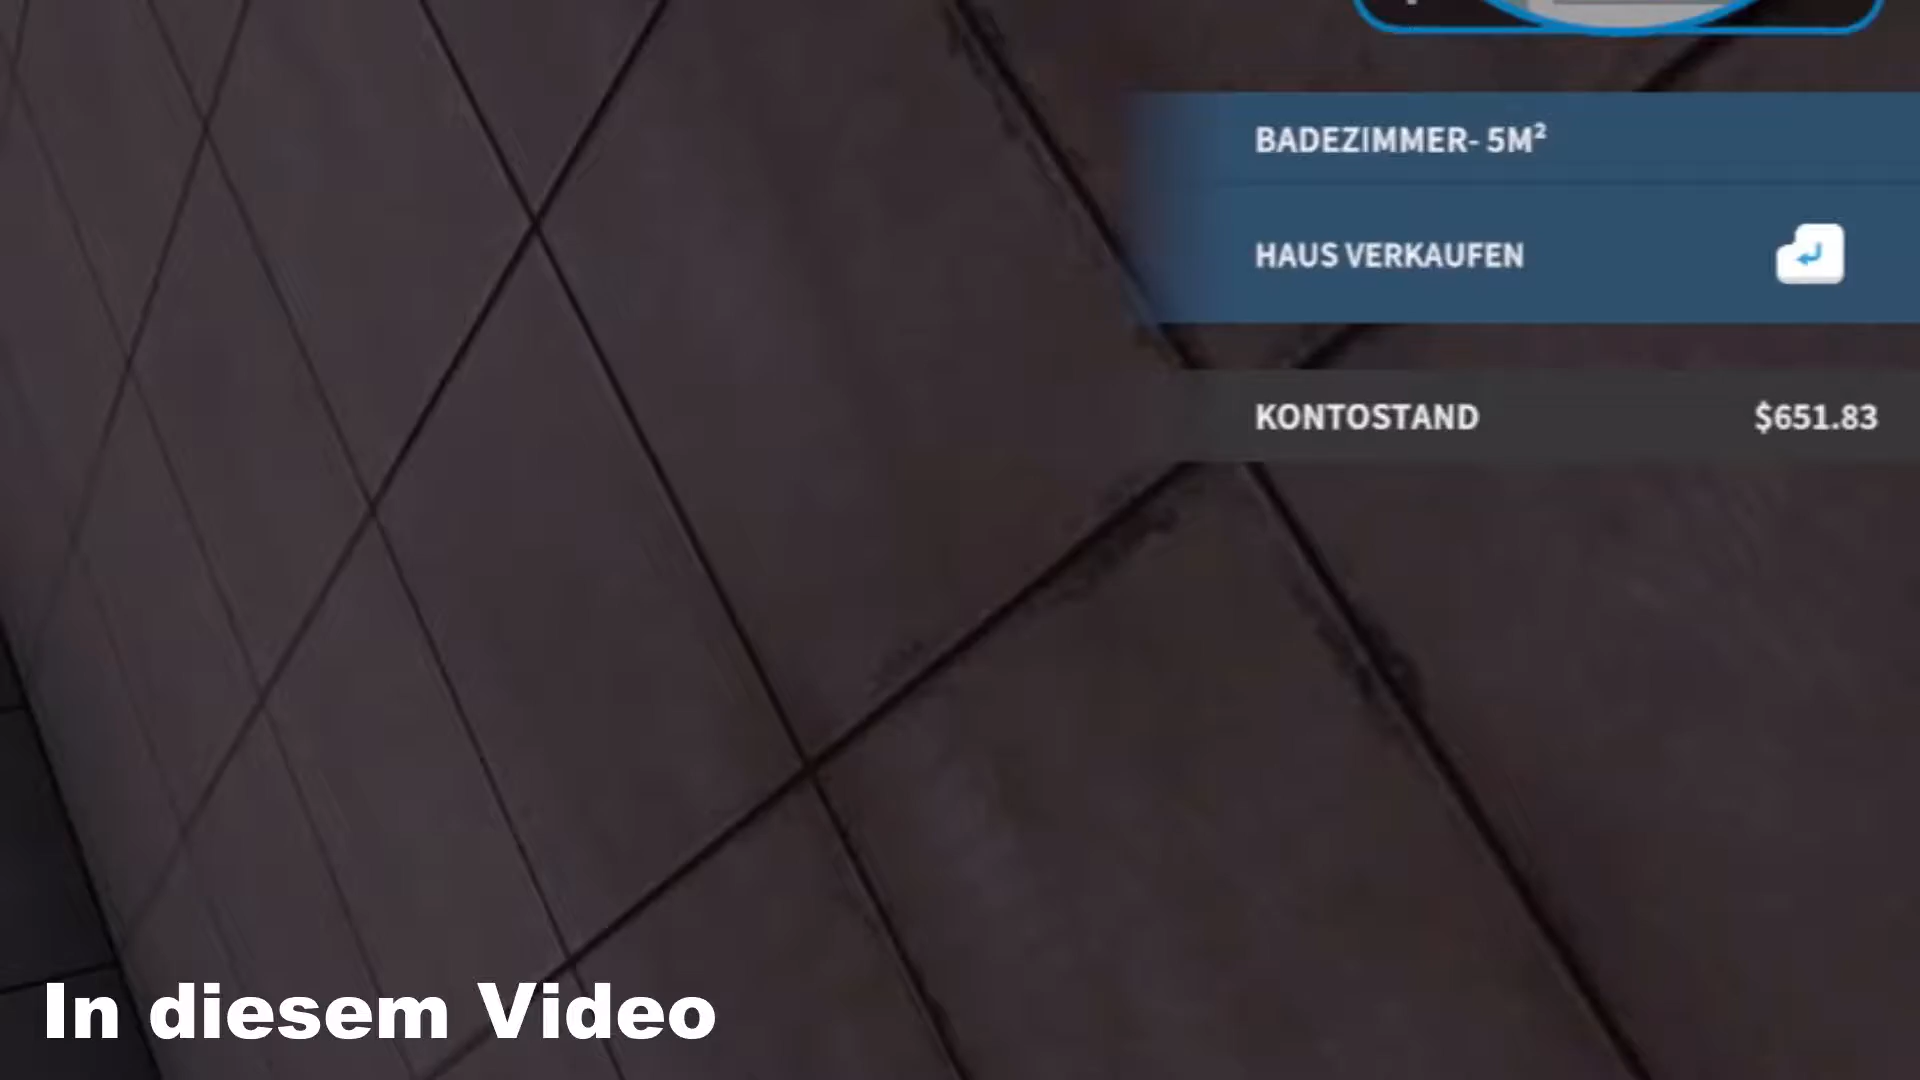 BADEZIMMER- 5M²
HAUS VERKAUFEN
KONTOSTAND $651.83
In diesem Video